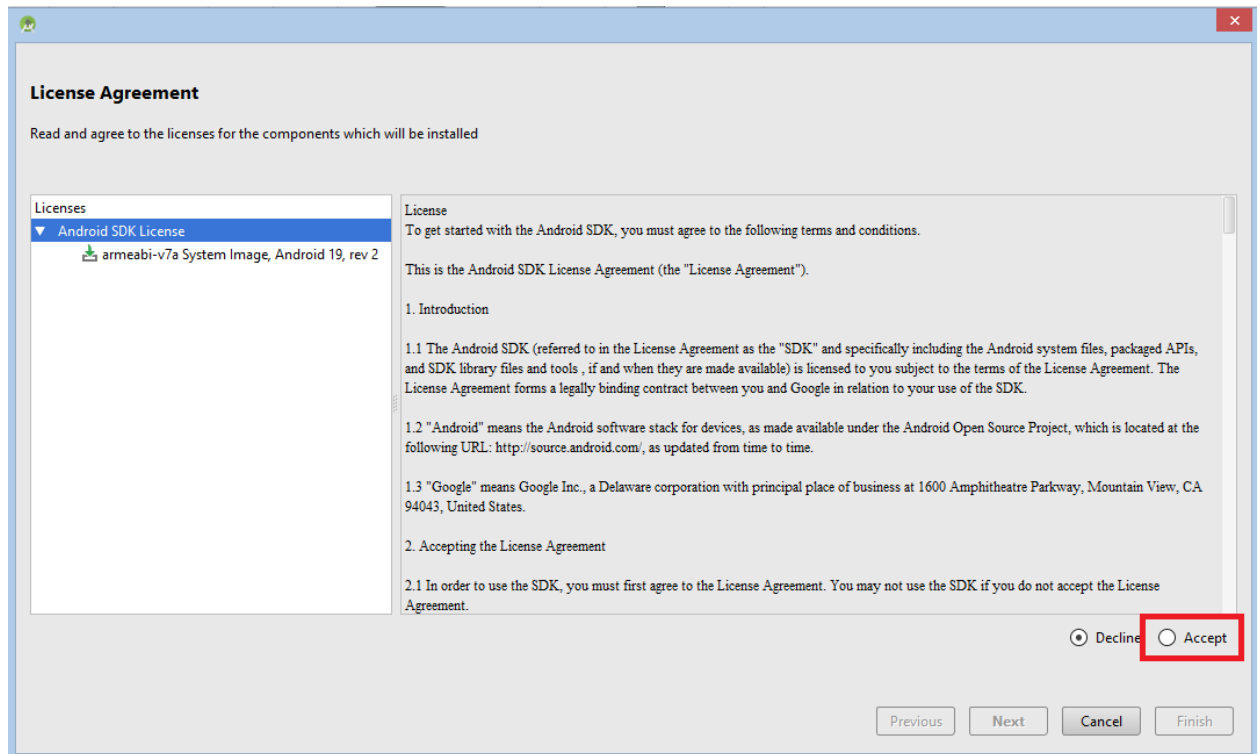 License Agreement
Read and agree to the licenses for the components which will be installed
Licenses
Android SDK License
armeabi-v7a System Image, Android 19, rev 2
License
To get started with the Android SDK, you must agree to the following terms and conditions.
This is the Android SDK License Agreement (the "License Agreement").
1. Introduction
1.1 The Android SDK (referred to in the License Agreement as the "SDK" and specifically including the Android system files, packaged APIs,
and SDK library files and tools , if and when they are made available) is licensed to you subject to the terms of the License Agreement. The
License Agreement forms a legally binding contract between you and Google in relation to your use of the SDK.
1.2 "Android" means the Android software stack for devices, as made available under the Android Open Source Project, which is located at the
following URL: http://source.android.com/, as updated from time to time.
1.3 "Google" means Google Inc., a Delaware corporation with principal place of business at 1600 Amphitheatre Parkway, Mountain View, CA
94043, United States.
2. Accepting the License Agreement
2.1 In order to use the SDK, you must first agree to the License Agreement. You may not use the SDK if you do not accept the License
Agreement.
Decline Accept
Previous Next Cancel Finish